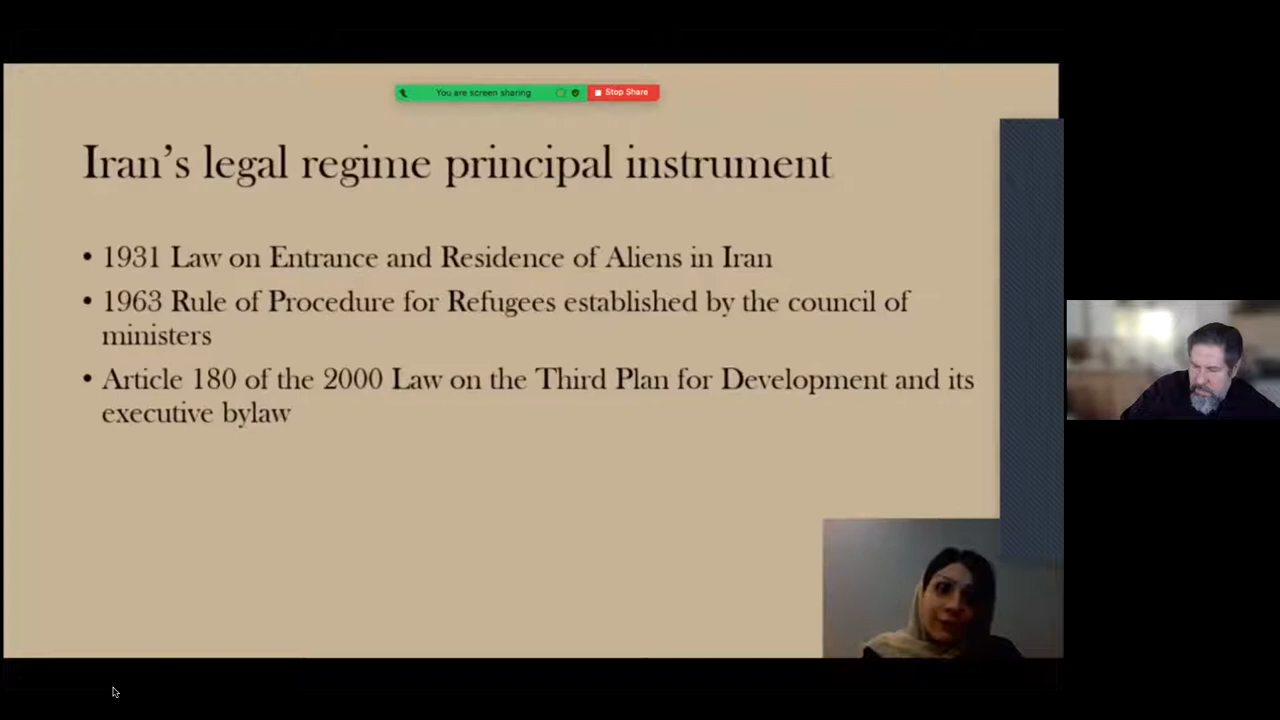 You are screen sharing
Stop Share
Iran's legal regime principal instrument
• 1931 Law on Entrance and Residence of Aliens in Iran
• 1963 Rule of Procedure for Refugees established by the council of
ministers
• Article 180 of the 2000 Law on the Third Plan for Development and its
executive bylaw